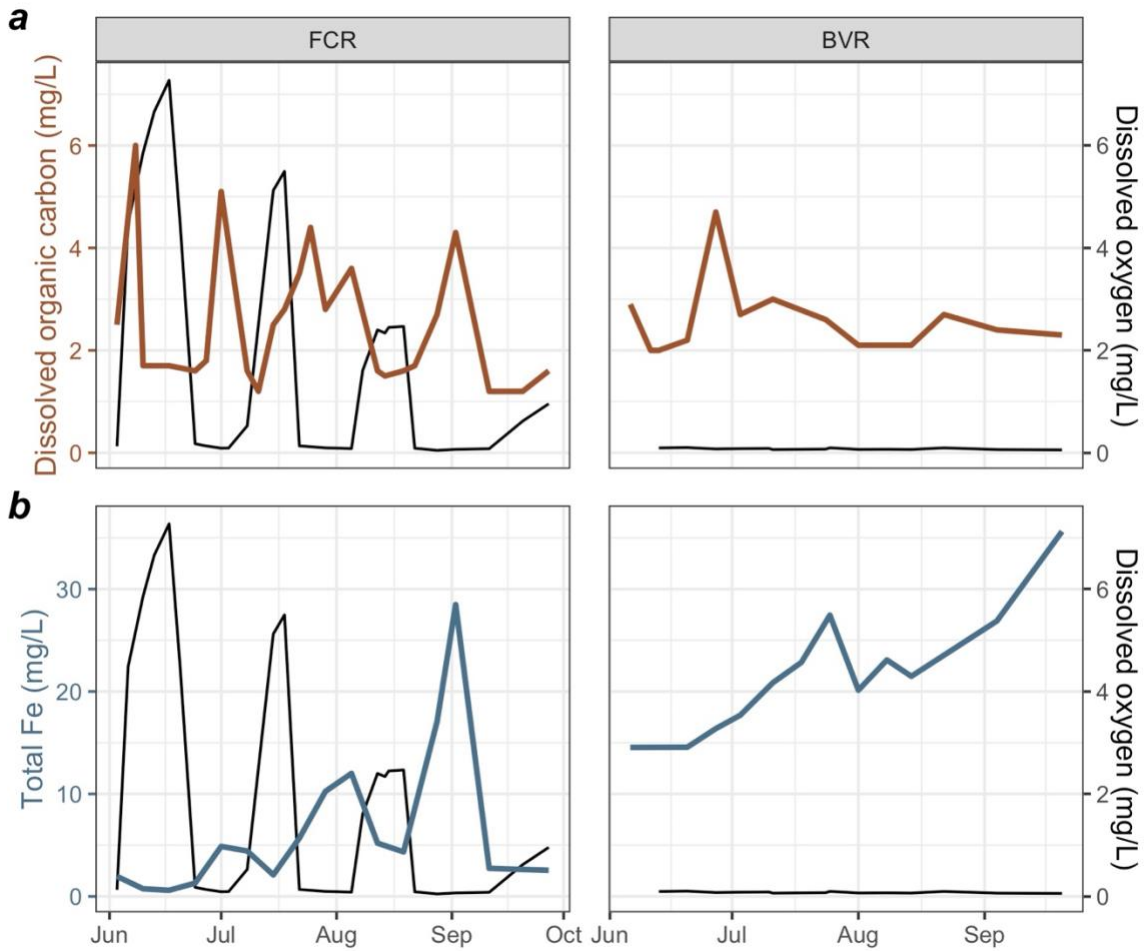 a
FCR
BVR
Dissolved organic carbon (mg/L)
6
4
2
0
6
4
2
0
Dissolved oxygen (mg/L)
b
Total Fe (mg/L)
30
20
10
0
6
4
2
0
Dissolved oxygen (mg/L)
Jun Jul Aug Sep Oct Jun Jul Aug Sep